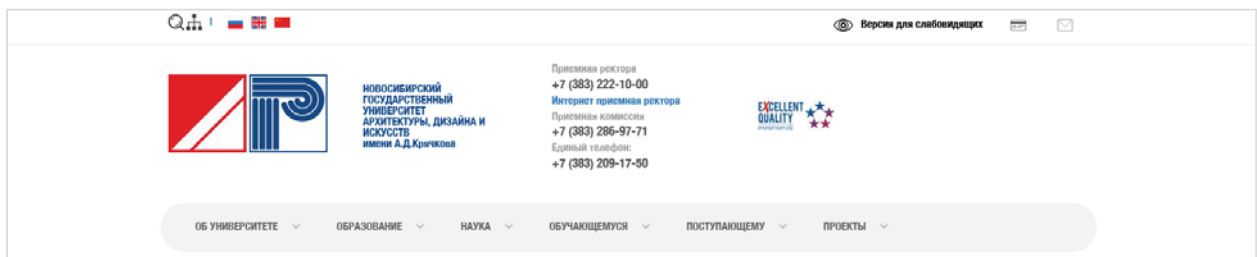 Версия для слабовидящих
НОВОСИБИРСКИЙ
ГОСУДАРСТВЕННЫЙ
УНИВЕРСИТЕТ
АРХИТЕКТУРЫ, ДИЗАЙНА И
ИСКУССТВ
имени А.Д.Крячкова
Приемная ректора
+7 (383) 222-10-00
Интернет приемная ректора
Приемная комиссии
+7 (383) 286-97-71
Единый телефон:
+7 (383) 209-17-50
EXCELLENT
QUALITY
ОБ УНИВЕРСИТЕТЕ ОБРАЗОВАНИЕ НАУКА ОБУЧАЮЩЕМУСЯ ПОСТУПАЮЩЕМУ ПРОЕКТЫ